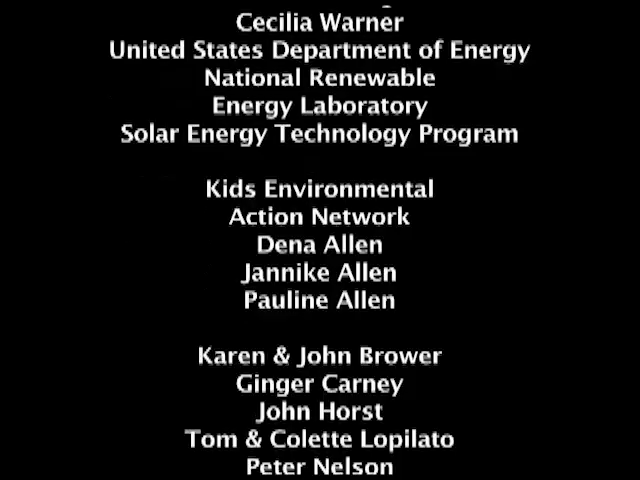 Cecilia Warner
United States Department of Energy
National Renewable
Energy Laboratory
Solar Energy Technology Program
Kids Environmental
Action Network
Dena Allen
Jannike Allen
Pauline Allen
Karen & John Brower
Ginger Carney
John Horst
Tom & Colette Lopilato
Peter Nelson